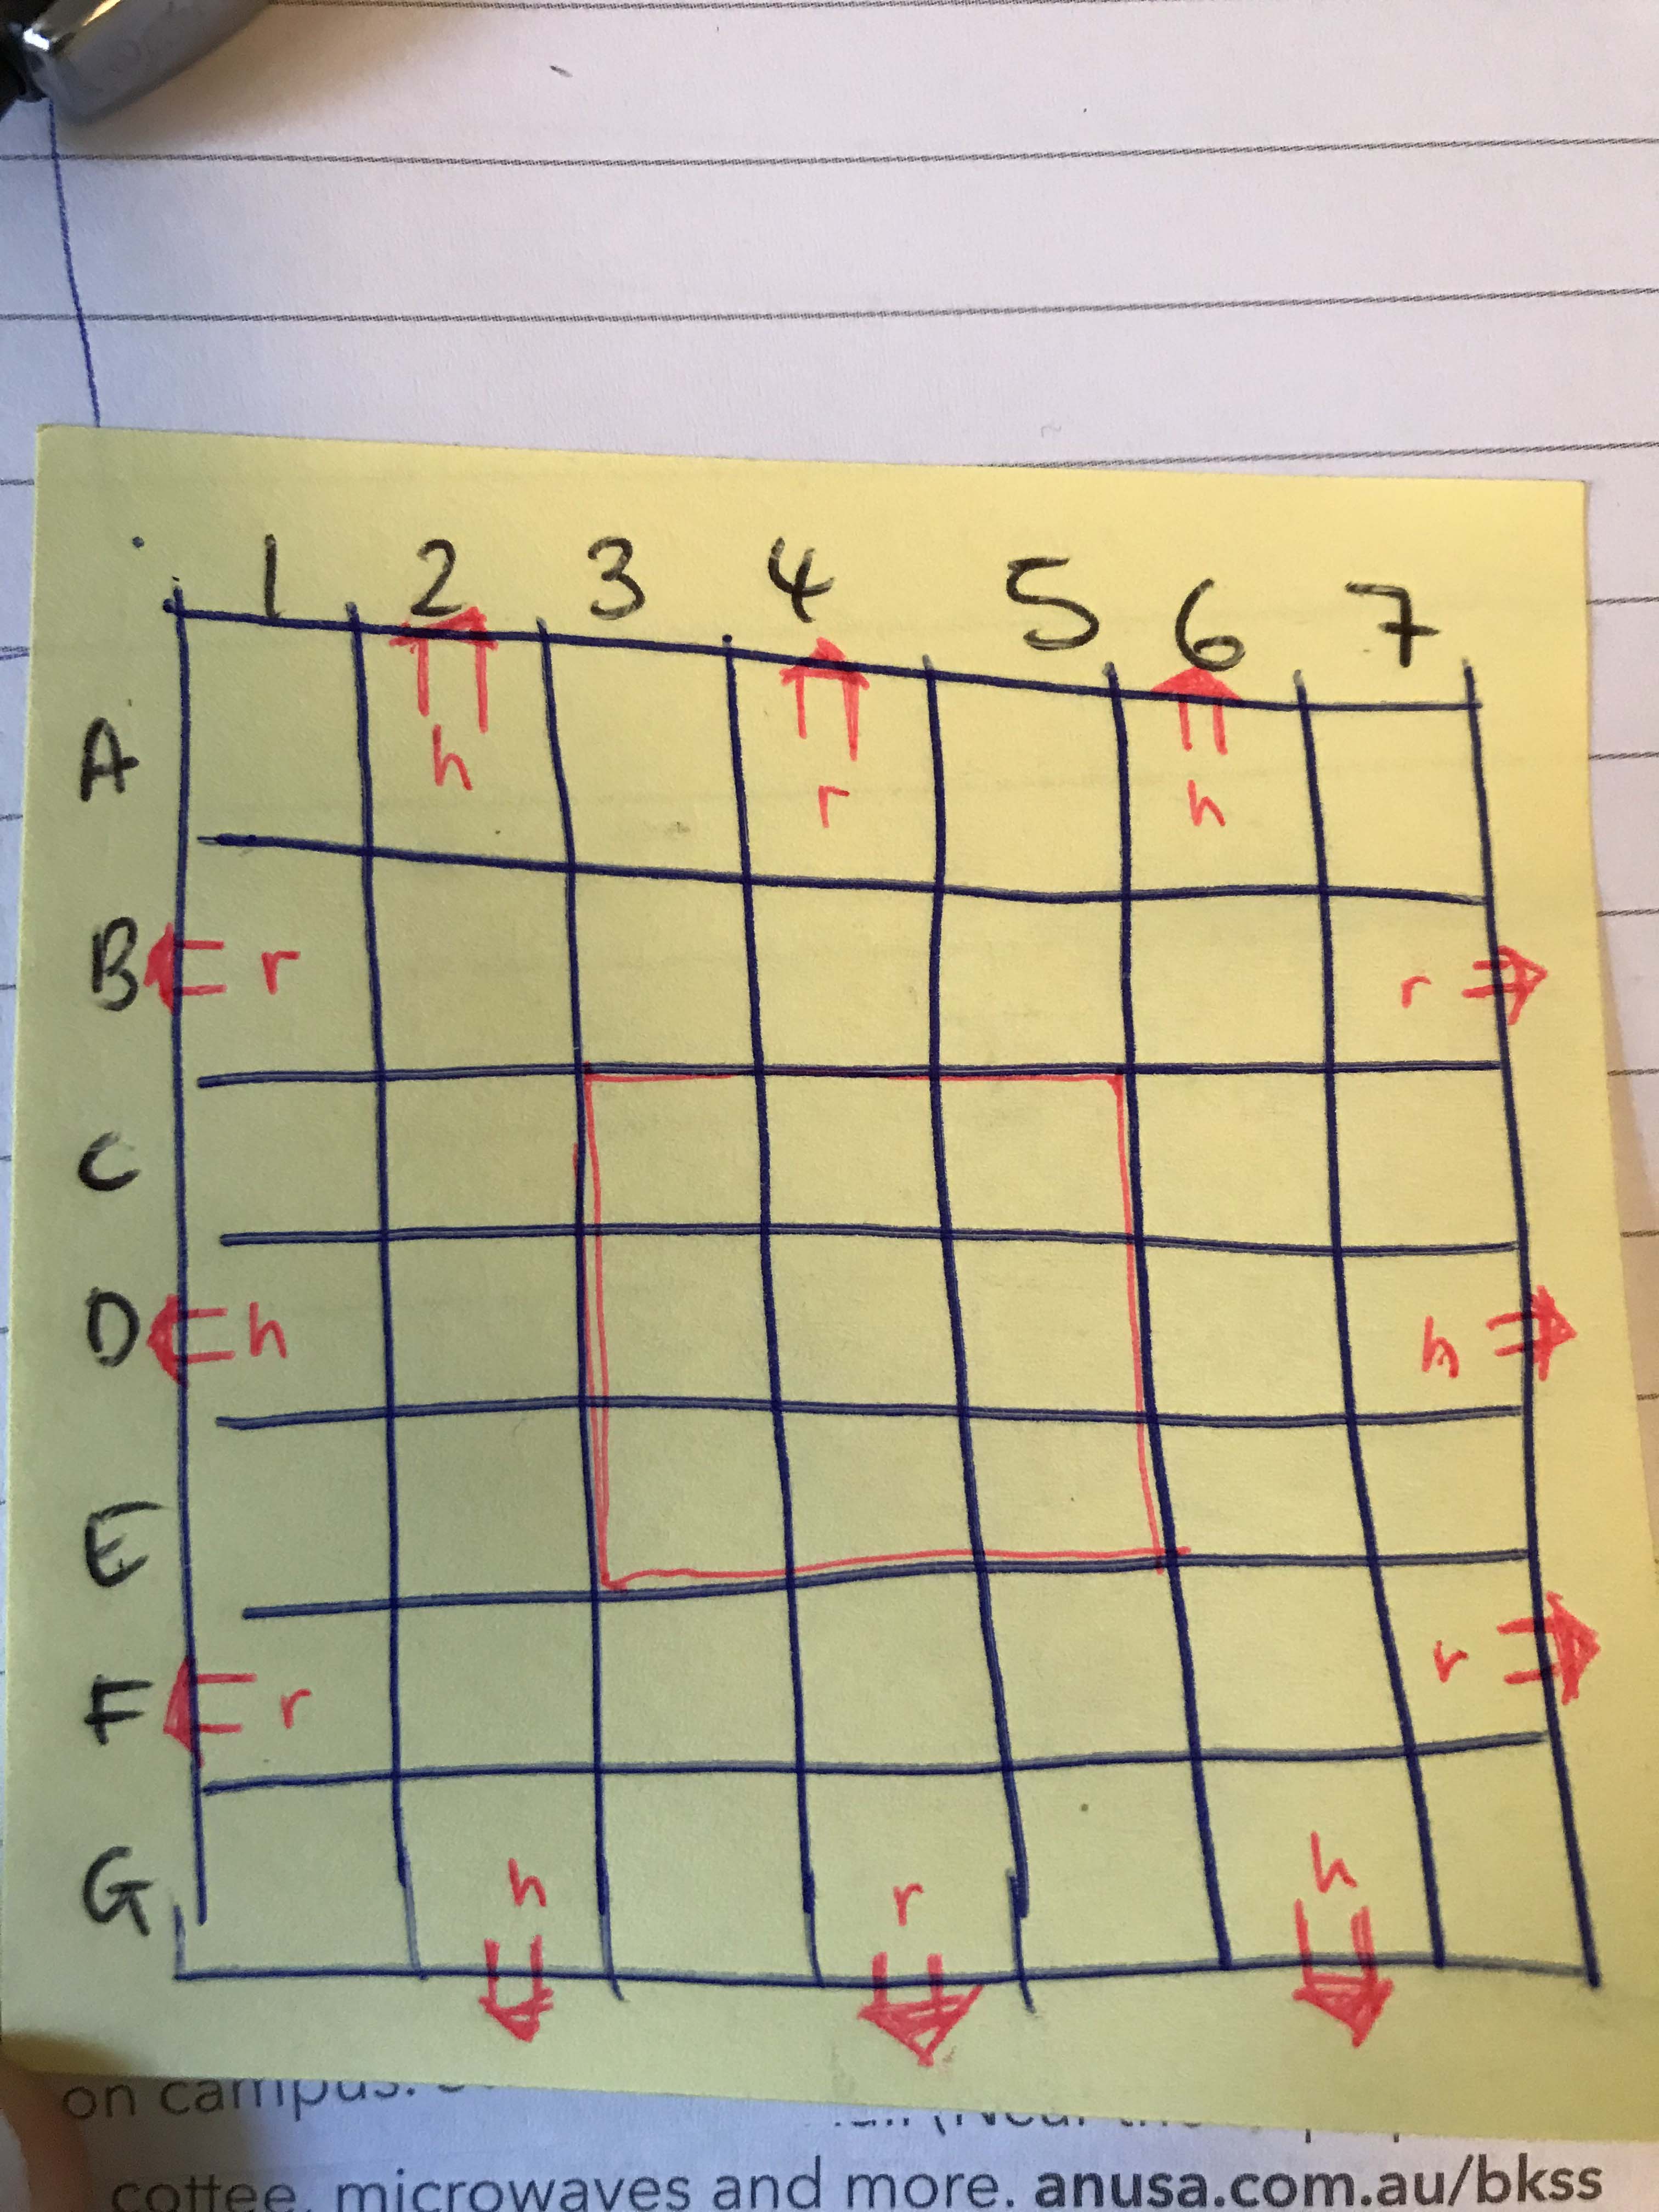 1 2 3 4 5 6 7
A h r h
B r r
C
D h h
E
F r r
G h r h
on campus.
coffee, microwaves and more. anusa.com.au/bkss